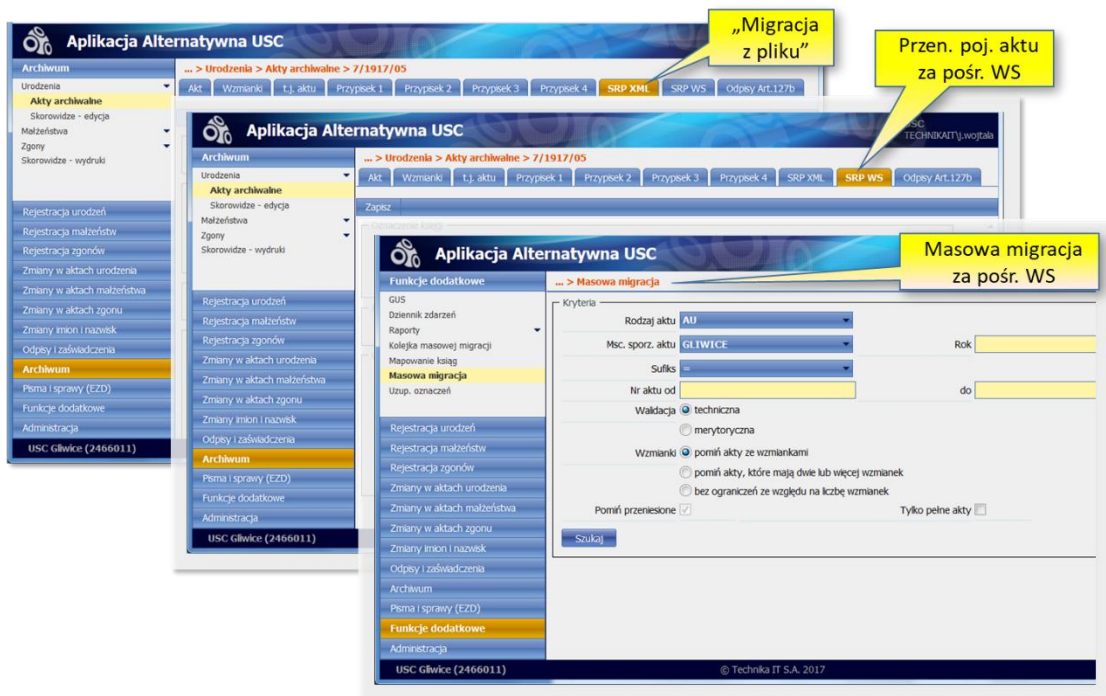 „Migracja
z pliku”
Przen. poj. aktu
za pośr. WS
Masowa migracja
za pośr. WS
Aplikacja Alternatywna USC
Archiwum
Urodzenia
Akty archiwalne
Skorowidze - edycja
Małżeństwa
Zgony
Skorowidze - wydruki
Rejestracja urodzeń
Rejestracja małżeństw
Rejestracja zgonów
Zmiany w aktach urodzenia
Zmiany w aktach małżeństwa
Zmiany w aktach zgonu
Zmiany imion i nazwisk
Odpisy i zaświadczenia
Archiwum
Pisma i sprawy (EZD)
Funkcje dodatkowe
Administracja
USC Gliwice (2466011)
... > Urodzenia > Akty archiwalne > 7/1917/05
Akt Wzmianki t.j. aktu Przypisek 1 Przypisek 2 Przypisek 3 Przypisek 4 SRP XML SRP WS Odpisy Art.127b
Aplikacja Alternatywna USC
USC
TECHNIKAIT\j.wojtala
Archiwum
Urodzenia
Akty archiwalne
Skorowidze - edycja
Małżeństwa
Zgony
Skorowidze - wydruki
Rejestracja urodzeń
Rejestracja małżeństw
Rejestracja zgonów
Zmiany w aktach urodzenia
Zmiany w aktach małżeństwa
Zmiany w aktach zgonu
Zmiany imion i nazwisk
Odpisy i zaświadczenia
Archiwum
Pisma i sprawy (EZD)
Funkcje dodatkowe
Administracja
USC Gliwice (2466011)
... > Urodzenia > Akty archiwalne > 7/1917/05
Akt Wzmianki t.j. aktu Przypisek 1 Przypisek 2 Przypisek 3 Przypisek 4 SRP XML SRP WS Odpisy Art.127b
Zapisz
Aplikacja Alternatywna USC
Funkcje dodatkowe
GUS
Dziennik zdarzeń
Raporty
Kolejka masowej migracji
Mapowanie ksiąg
Masowa migracja
Uzup. oznaczeń
Rejestracja urodzeń
Rejestracja małżeństw
Rejestracja zgonów
Zmiany w aktach urodzenia
Zmiany w aktach małżeństwa
Zmiany w aktach zgonu
Zmiany imion i nazwisk
Odpisy i zaświadczenia
Archiwum
Pisma i sprawy (EZD)
Funkcje dodatkowe
Administracja
USC Gliwice (2466011)
... > Masowa migracja
Kryteria
Rodzaj aktu AU
Msc. sporz. aktu GLIWICE Rok
Sufiks =
Nr aktu od do
Walidacja techniczna
merytoryczna
Wzmianki pomiń akty ze wzmiankami
pomiń akty, które mają dwie lub więcej wzmianek
bez ograniczeń ze względu na liczbę wzmianek
Pomiń przeniesione Tylko pełne akty
Szukaj
© Technika IT S.A. 2017